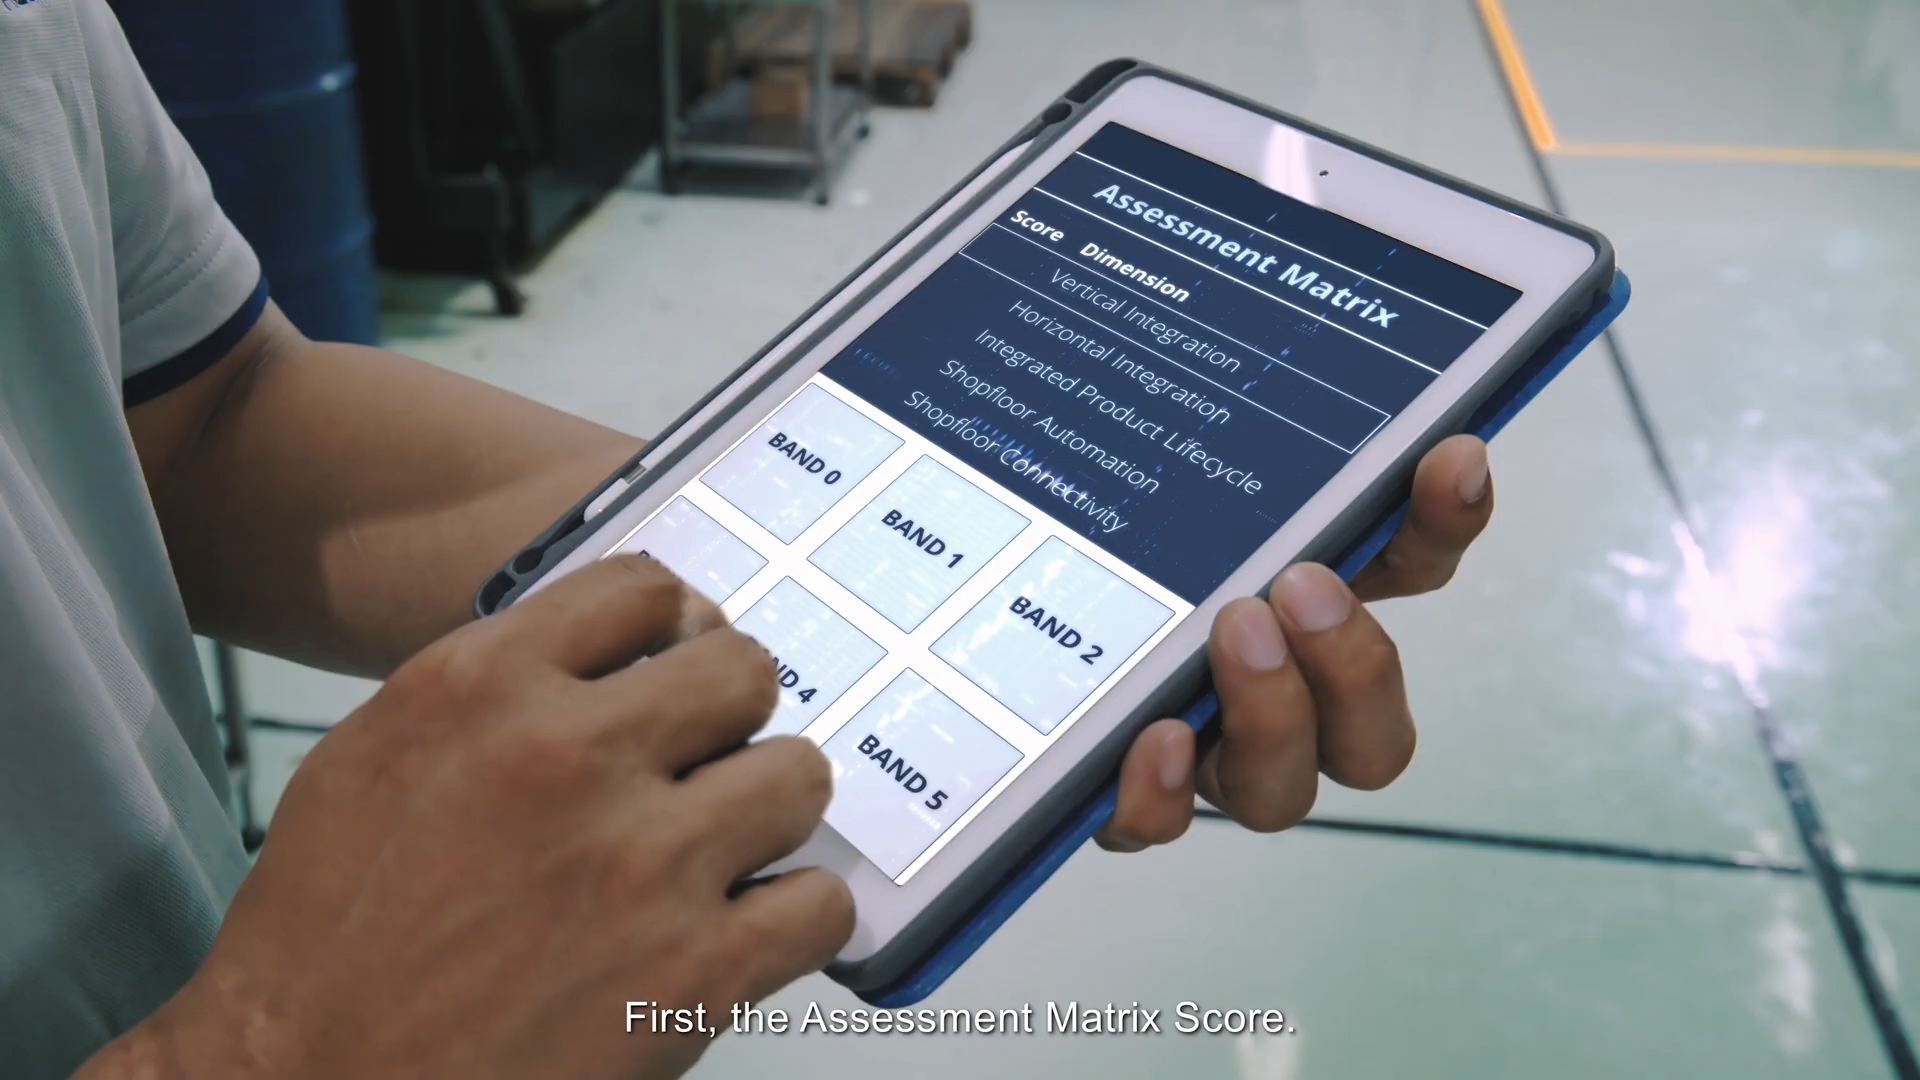 Assessment Matrix
Score Dimension
Vertical Integration
Horizontal Integration
Integrated Product Lifecycle
Shopfloor Automation
Shopfloor Connectivity
BAND 0
BAND 1
BAND 2
4
BAND 5
First, the Assessment Matrix Score.